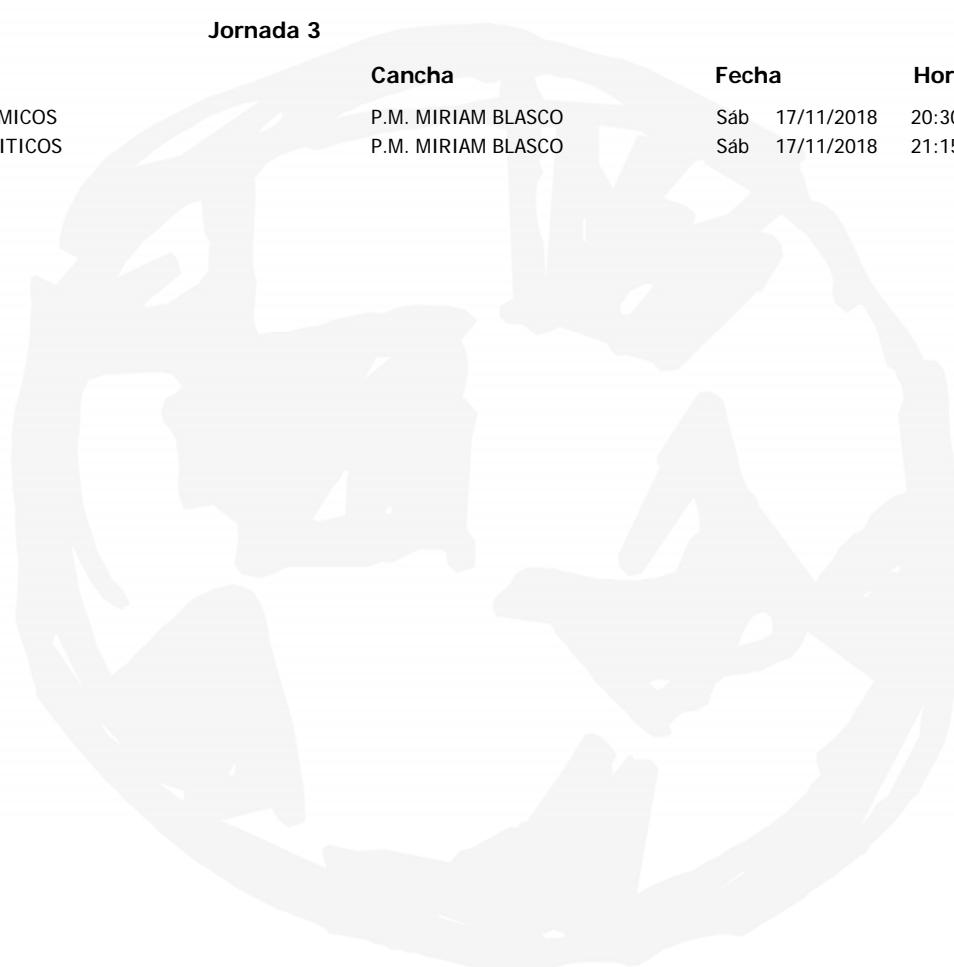 Jornada 3
Cancha Fecha Hor
MICOS P.M. MIRIAM BLASCO Sáb 17/11/2018 20:30
ITICOS P.M. MIRIAM BLASCO Sáb 17/11/2018 21:15